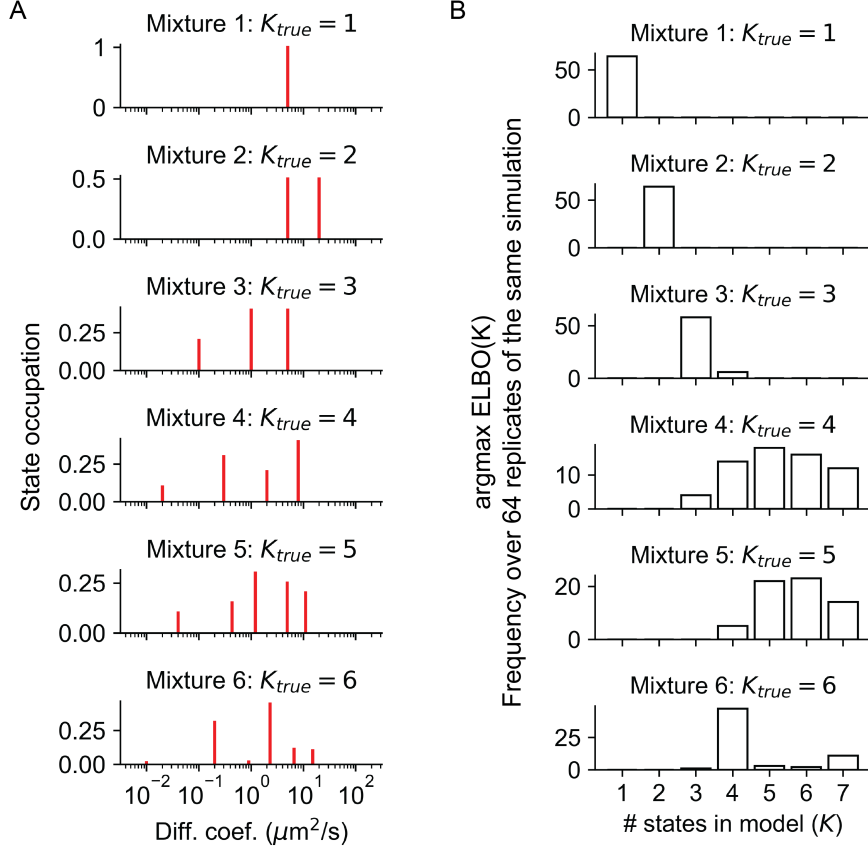 A
Mixture 1: K_true = 1
1
0
Mixture 2: K_true = 2
0.5
0.0
Mixture 3: K_true = 3
0.25
0.00
Mixture 4: K_true = 4
0.25
0.00
Mixture 5: K_true = 5
0.25
0.00
Mixture 6: K_true = 6
0.25
0.00
10⁻² 10⁻¹ 10⁰ 10¹ 10²
Diff. coef. (μm²/s)
State occupation
B
Mixture 1: K_true = 1
50
0
Mixture 2: K_true = 2
50
0
Mixture 3: K_true = 3
50
0
Mixture 4: K_true = 4
10
0
Mixture 5: K_true = 5
20
0
Mixture 6: K_true = 6
25
0
1 2 3 4 5 6 7
# states in model (K)
argmax ELBO(K)
Frequency over 64 replicates of the same simulation